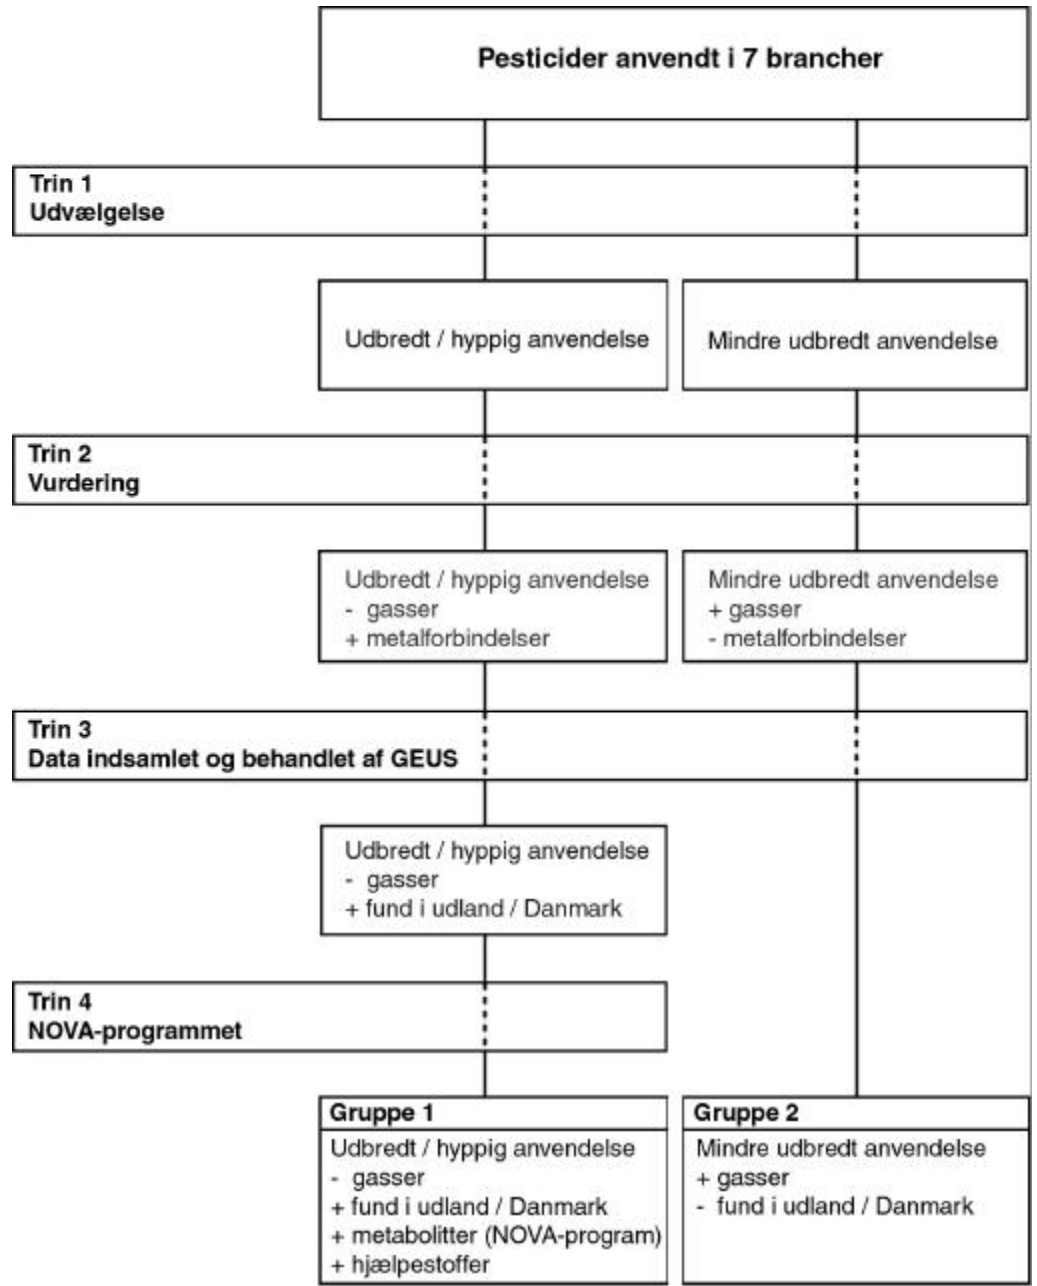 Pesticider anvendt i 7 brancher
Trin 1
Udvælgelse
Udbredt / hyppig anvendelse
Mindre udbredt anvendelse
Trin 2
Vurdering
Udbredt / hyppig anvendelse
- gasser
+ metalforbindelser
Mindre udbredt anvendelse
+ gasser
- metalforbindelser
Trin 3
Data indsamlet og behandlet af GEUS
Udbredt / hyppig anvendelse
- gasser
+ fund i udland / Danmark
Trin 4
NOVA-programmet
Gruppe 1
Udbredt / hyppig anvendelse
- gasser
+ fund i udland / Danmark
+ metabolitter (NOVA-program)
+ hjælpestoffer
Gruppe 2
Mindre udbredt anvendelse
+ gasser
- fund i udland / Danmark